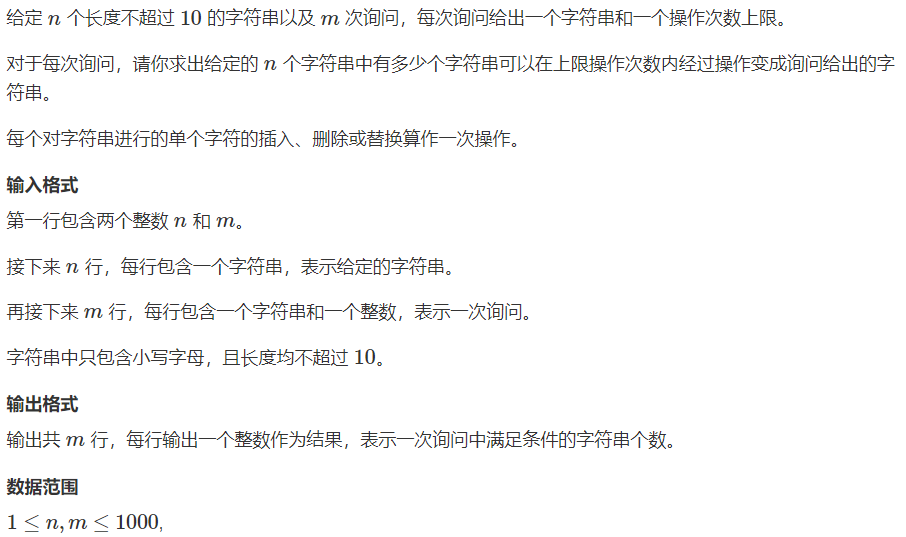 给定 n 个长度不超过 10 的字符串以及 m 次询问，每次询问给出一个字符串和一个操作次数上限。
对于每次询问，请你求出给定的 n 个字符串中有多少个字符串可以在上限操作次数内经过操作变成询问给出的字
符串。
每个对字符串进行的单个字符的插入、删除或替换算作一次操作。
输入格式
第一行包含两个整数 n 和 m。
接下来 n 行，每行包含一个字符串，表示给定的字符串。
再接下来 m 行，每行包含一个字符串和一个整数，表示一次询问。
字符串中只包含小写字母，且长度均不超过 10。
输出格式
输出共 m 行，每行输出一个整数作为结果，表示一次询问中满足条件的字符串个数。
数据范围
1 ≤ n, m ≤ 1000,